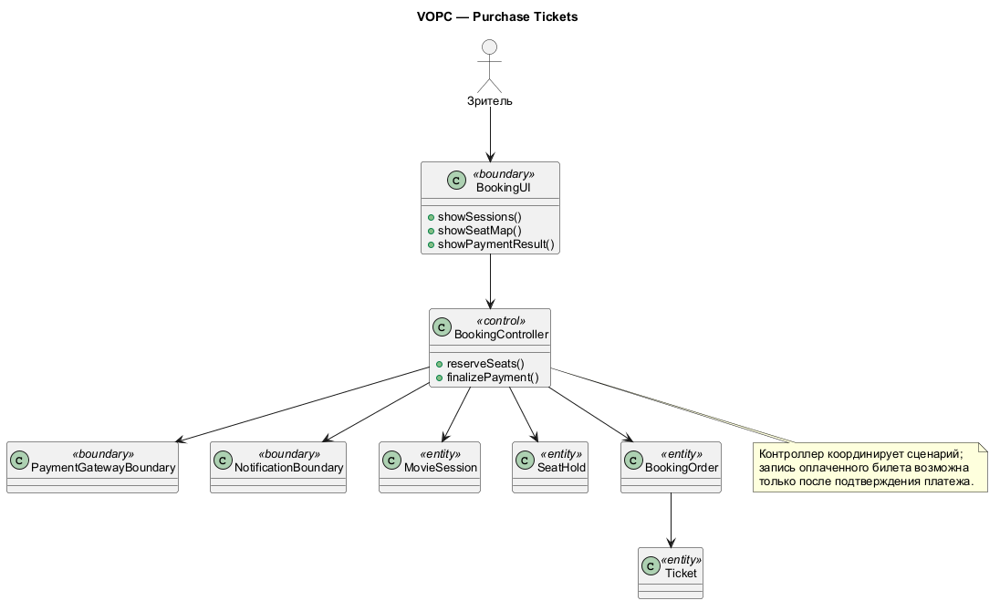 VOPC — Purchase Tickets
Зритель
C «boundary»
BookingUI
showSessions()
showSeatMap()
showPaymentResult()
C «control»
BookingController
reserveSeats()
finalizePayment()
C «boundary»
PaymentGatewayBoundary
C «boundary»
NotificationBoundary
C «entity»
MovieSession
C «entity»
SeatHold
C «entity»
BookingOrder
Контроллер координирует сценарий;
запись оплаченного билета возможна
только после подтверждения платежа.
C «entity»
Ticket